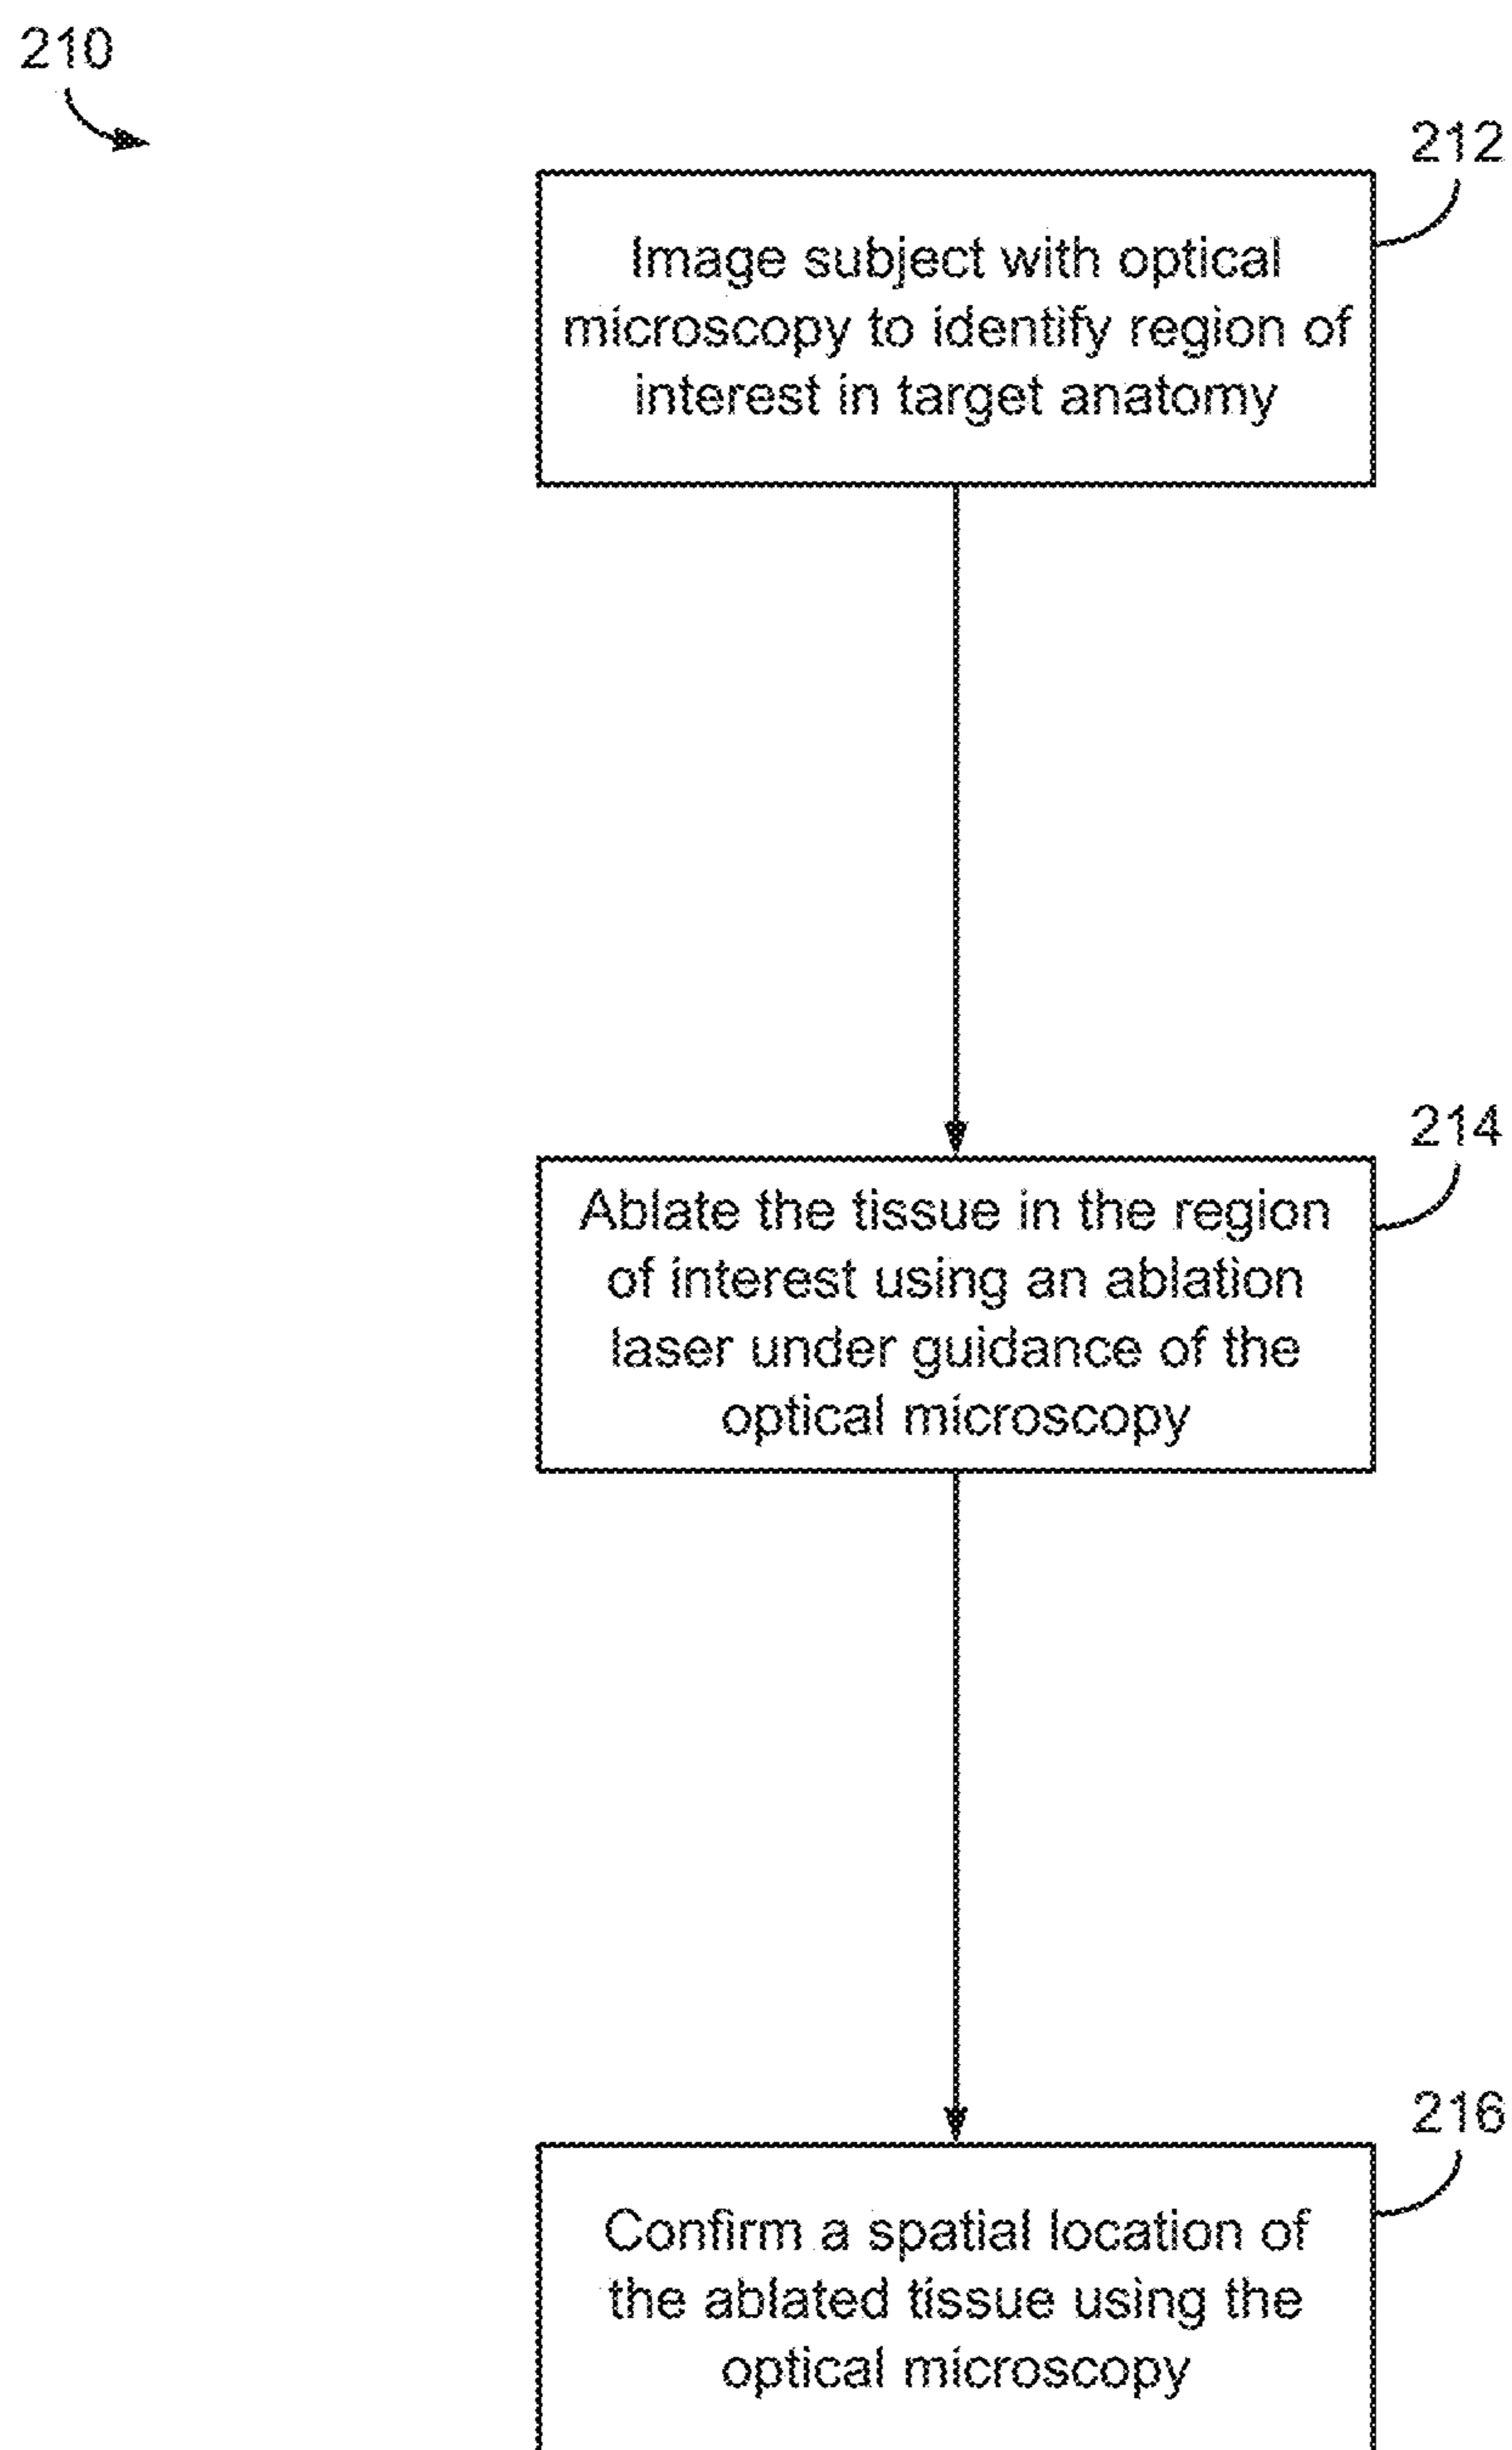 210
212
Image subject with optical
microscopy to identify region of
interest in target anatomy
214
Ablate the tissue in the region
of interest using an ablation
laser under guidance of the
optical microscopy
216
Confirm a spatial location of
the ablated tissue using the
optical microscopy